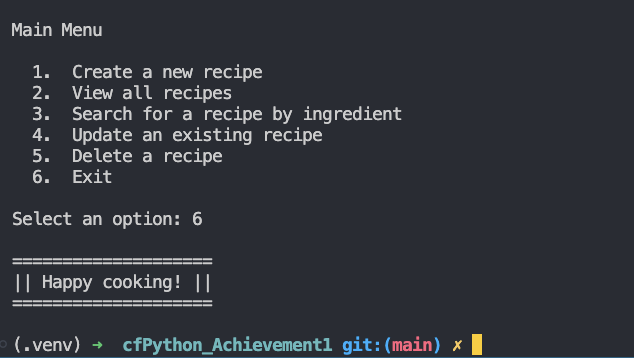 Main Menu
1. Create a new recipe
2. View all recipes
3. Search for a recipe by ingredient
4. Update an existing recipe
5. Delete a recipe
6. Exit
Select an option: 6
====================
|| Happy cooking! ||
====================
(.venv) ➜ cfPython_Achievement1 git:(main) ✗